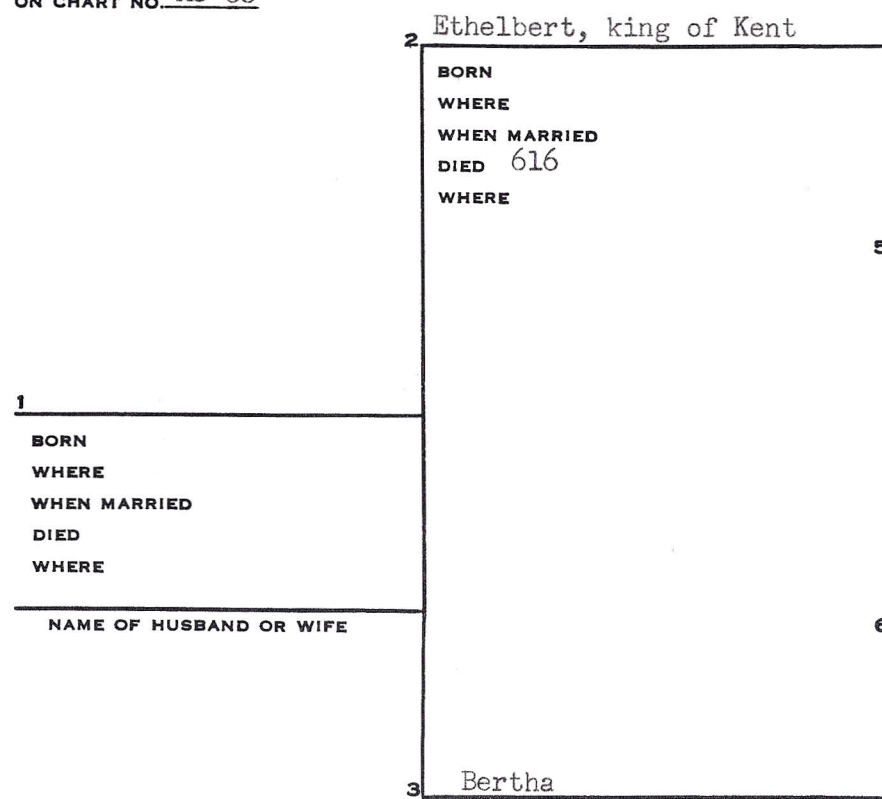 ON CHART NO.
2 Ethelbert, king of Kent
BORN
WHERE
WHEN MARRIED
DIED 616
WHERE
5
1
BORN
WHERE
WHEN MARRIED
DIED
WHERE
NAME OF HUSBAND OR WIFE
6
3 Bertha